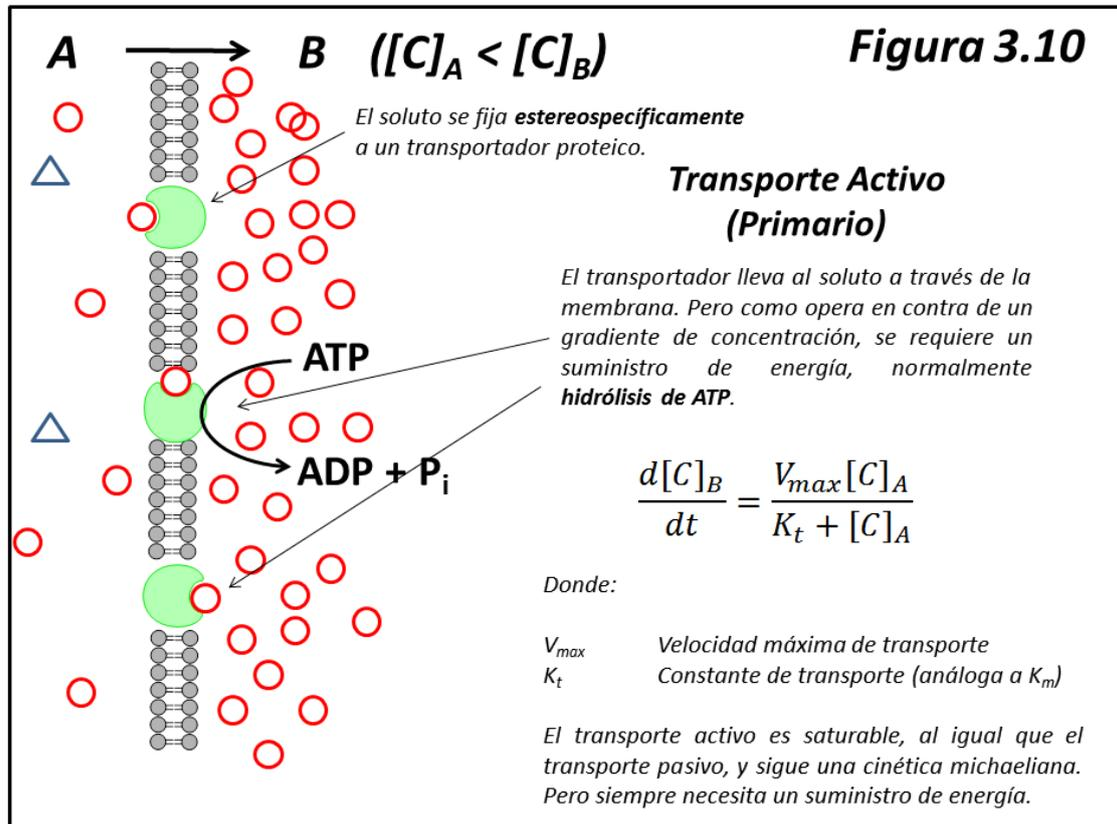 A B ([C]A < [C]B) Figura 3.10
El soluto se fija estereospecíficamente
a un transportador proteico.
Transporte Activo
(Primario)
El transportador lleva al soluto a través de la
membrana. Pero como opera en contra de un
gradiente de concentración, se requiere un
suministro de energía, normalmente
hidrólisis de ATP.
ATP
ADP + Pi
d[C]B / dt = Vmax[C]A / Kt + [C]A
Donde:
Vmax Velocidad máxima de transporte
Kt Constante de transporte (análoga a Km)
El transporte activo es saturable, al igual que el
transporte pasivo, y sigue una cinética michaeliana.
Pero siempre necesita un suministro de energía.